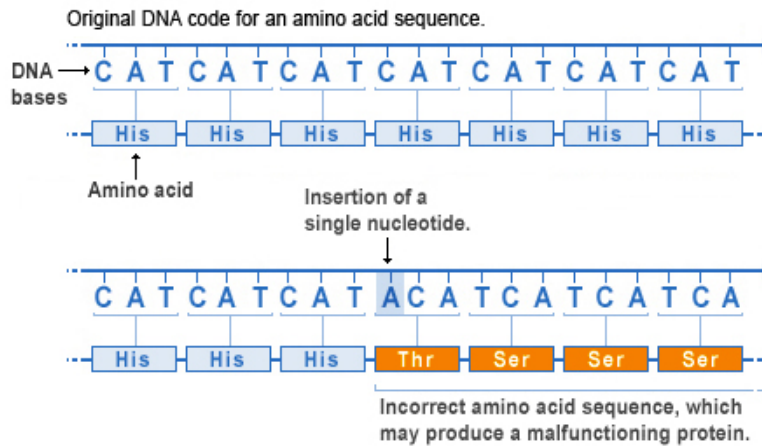 Original DNA code for an amino acid sequence.
DNA bases
C A T C A T C A T C A T C A T C A T C A T
His His His His His His His
Amino acid
Insertion of a
single nucleotide.
C A T C A T C A T A C A T C A T C A T C A
His His His Thr Ser Ser Ser
Incorrect amino acid sequence, which
may produce a malfunctioning protein.